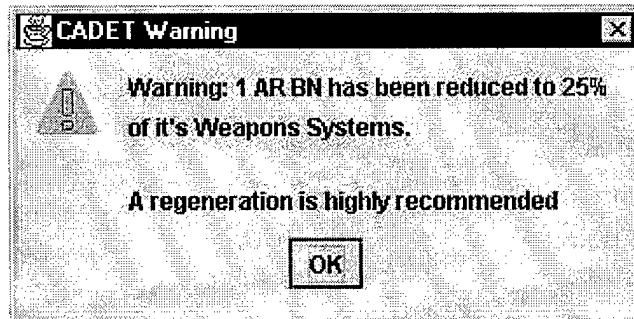 CADET Warning
Warning: 1 AR BN has been reduced to 25%
of it's Weapons Systems.
A regeneration is highly recommended
OK